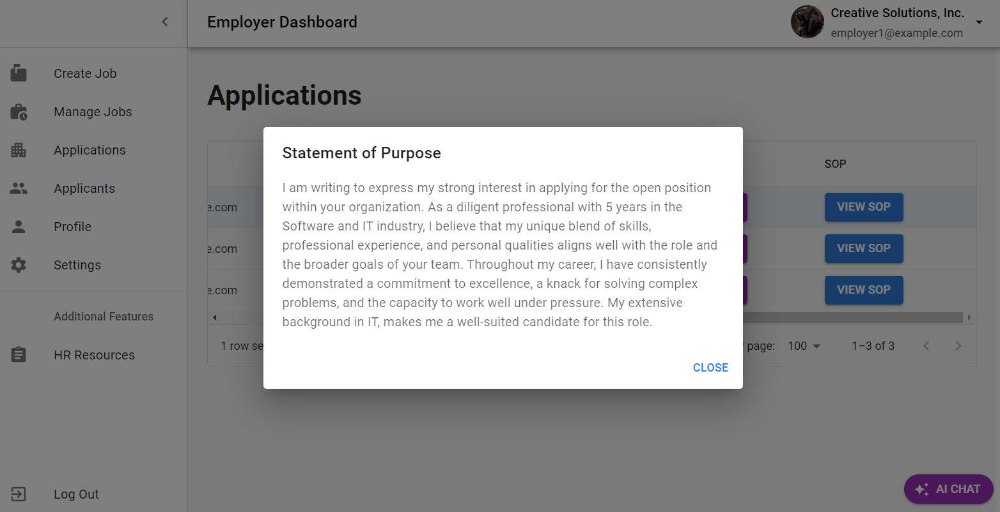 Employer Dashboard
Creative Solutions, Inc.
employer1@example.com
Create Job
Manage Jobs
Applications
Applicants
Profile
Settings
Additional Features
HR Resources
Log Out
Applications
SOP
e.com
VIEW SOP
e.com
VIEW SOP
e.com
VIEW SOP
1 row se
page:
100
1–3 of 3
Statement of Purpose
I am writing to express my strong interest in applying for the open position
within your organization. As a diligent professional with 5 years in the
Software and IT industry, I believe that my unique blend of skills,
professional experience, and personal qualities aligns well with the role and
the broader goals of your team. Throughout my career, I have consistently
demonstrated a commitment to excellence, a knack for solving complex
problems, and the capacity to work well under pressure. My extensive
background in IT, makes me a well-suited candidate for this role.
CLOSE
AI CHAT